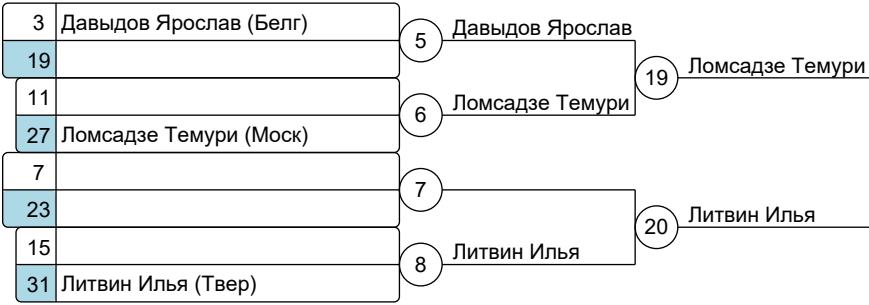 3 Давыдов Ярослав (Белг)
5 Давыдов Ярослав
19
19 Ломсадзе Темури
11
6 Ломсадзе Темури
27 Ломсадзе Темури (Моск)
7
7
23
20 Литвин Илья
15
8 Литвин Илья
31 Литвин Илья (Твер)